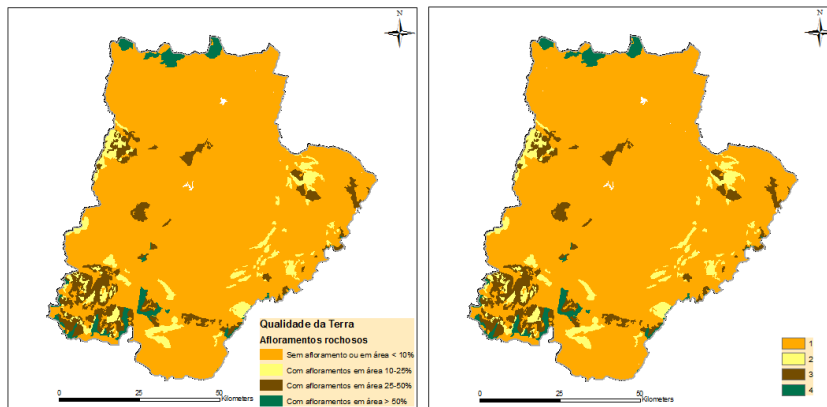 N
Qualidade da Terra
Afloramentos rochosos
Sem afloramento ou em área < 10%
Com afloramentos em área 10-25%
Com afloramentos em área 25-50%
Com afloramentos em área > 50%
0 25 50
Kilometers
N
1
2
3
4
0 25 50
Kilometers